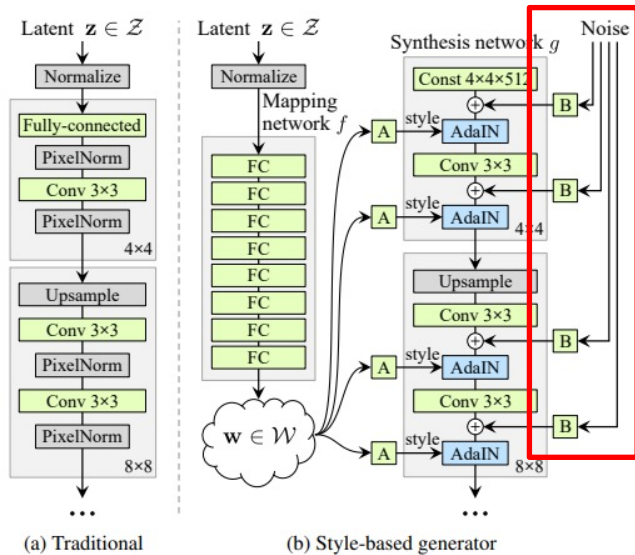 Latent z ∈ 𝒵
Normalize
Fully-connected
PixelNorm
Conv 3×3
PixelNorm
4×4
Upsample
Conv 3×3
PixelNorm
Conv 3×3
PixelNorm
8×8
...
(a) Traditional
Latent z ∈ 𝒵
Normalize
Mapping
network f
FC
FC
FC
FC
FC
FC
FC
FC
w ∈ 𝒲
A
style
A
style
A
style
A
style
Synthesis network g
Const 4×4×512
AdaIN
Conv 3×3
AdaIN
4×4
Upsample
Conv 3×3
AdaIN
Conv 3×3
AdaIN
8×8
...
Noise
B
B
B
B
(b) Style-based generator